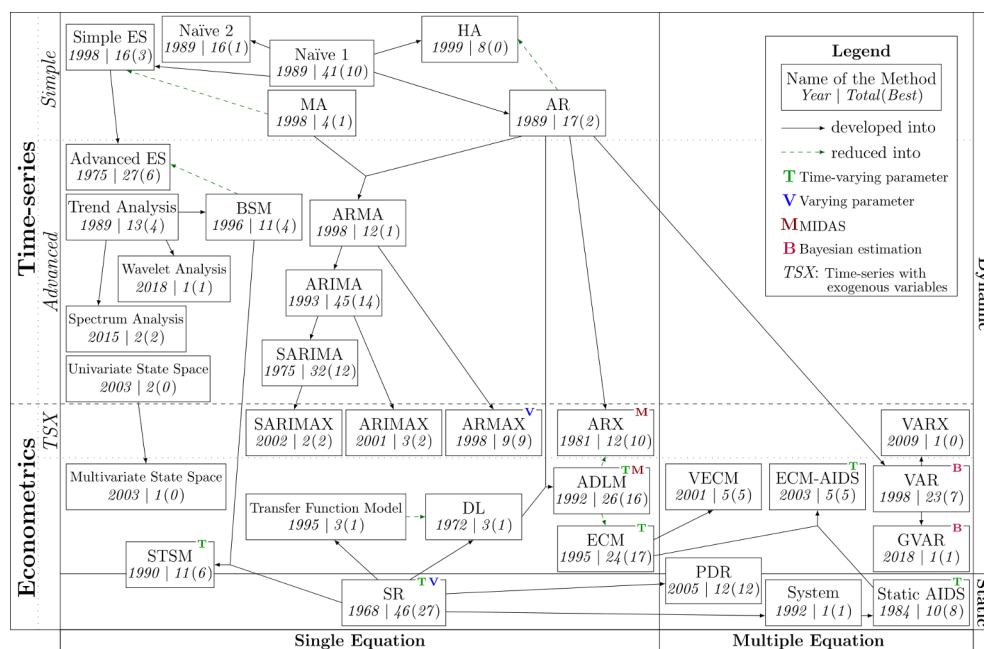 Simple ES
1998 | 16(3)
Naïve 2
1989 | 16(1)
Naïve 1
1989 | 41(10)
HA
1999 | 8(0)
MA
1998 | 4(1)
AR
1989 | 17(2)
Legend
Name of the Method
Year | Total(Best)
developed into
reduced into
T Time-varying parameter
V Varying parameter
M MIDAS
B Bayesian estimation
TSX: Time-series with
exogenous variables
Simple
Time-series
Advanced
Advanced ES
1975 | 27(6)
Trend Analysis
1989 | 13(4)
BSM
1996 | 11(4)
ARMA
1998 | 12(1)
Wavelet Analysis
2018 | 1(1)
ARIMA
1993 | 45(14)
Spectrum Analysis
2015 | 2(2)
SARIMA
1975 | 32(12)
Univariate State Space
2003 | 2(0)
TSX
SARIMAX
2002 | 2(2)
ARIMAX
2001 | 3(2)
V
ARMAX
1998 | 9(9)
M
ARX
1981 | 12(10)
VARX
2009 | 1(0)
Econometrics
Multivariate State Space
2003 | 1(0)
T M
ADLM
1992 | 26(16)
VECM
2001 | 5(5)
T
ECM-AIDS
2003 | 5(5)
B
VAR
1998 | 23(7)
Transfer Function Model
1995 | 3(1)
DL
1972 | 3(1)
T
ECM
1995 | 24(17)
B
GVAR
2018 | 1(1)
T
STSM
1990 | 11(6)
T V
SR
1968 | 46(27)
PDR
2005 | 12(12)
System
1992 | 1(1)
T
Static AIDS
1984 | 10(8)
Single Equation
Multiple Equation